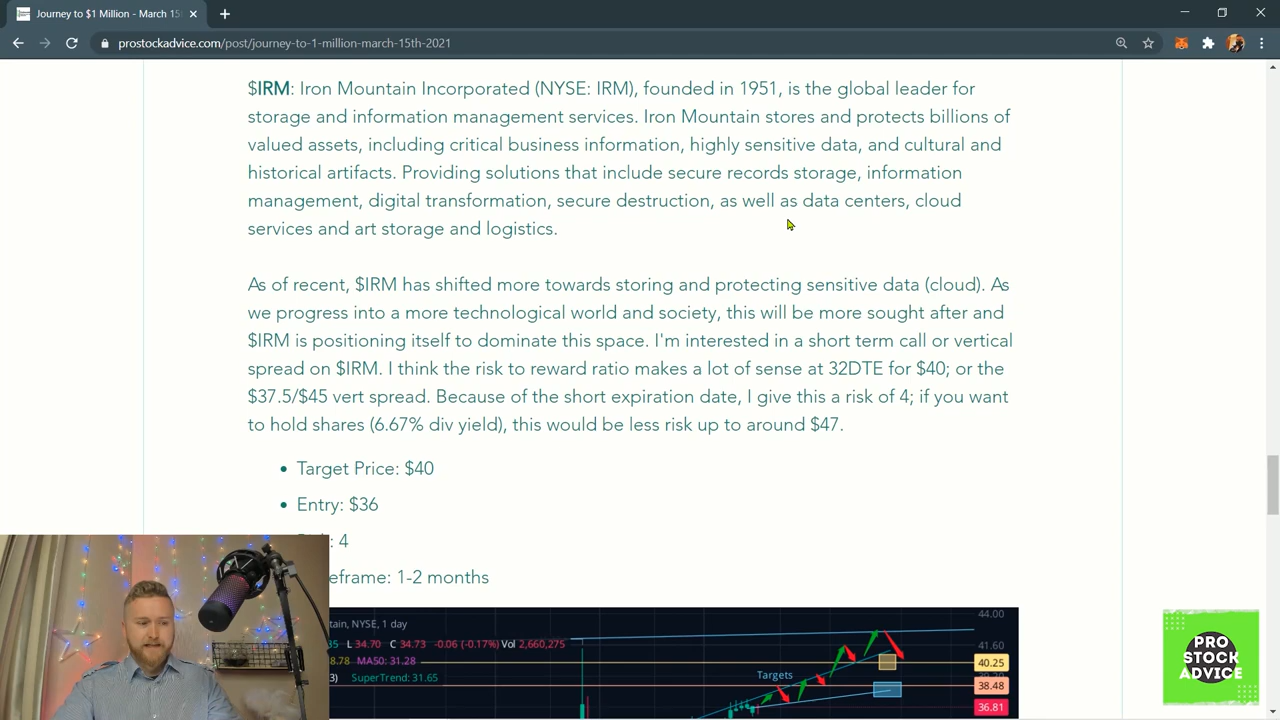 Journey to $1 Million - March 15
prostockadvice.com/post/journey-to-1-million-march-15th-2021
$IRM: Iron Mountain Incorporated (NYSE: IRM), founded in 1951, is the global leader for
storage and information management services. Iron Mountain stores and protects billions of
valued assets, including critical business information, highly sensitive data, and cultural and
historical artifacts. Providing solutions that include secure records storage, information
management, digital transformation, secure destruction, as well as data centers, cloud
services and art storage and logistics.
As of recent, $IRM has shifted more towards storing and protecting sensitive data (cloud). As
we progress into a more technological world and society, this will be more sought after and
$IRM is positioning itself to dominate this space. I'm interested in a short term call or vertical
spread on $IRM. I think the risk to reward ratio makes a lot of sense at 32DTE for $40; or the
$37.5/$45 vert spread. Because of the short expiration date, I give this a risk of 4; if you want
to hold shares (6.67% div yield), this would be less risk up to around $47.
• Target Price: $40
• Entry: $36
: 4
eframe: 1-2 months
tain, NYSE, 1 day
35 L 34.70 C 34.73 -0.06 (-0.17%) Vol 2,660,275
8.78 MA50: 31.28
3) SuperTrend: 31.65
Targets
44.00
41.60
40.25
38.48
36.81
PRO
STOCK
ADVICE